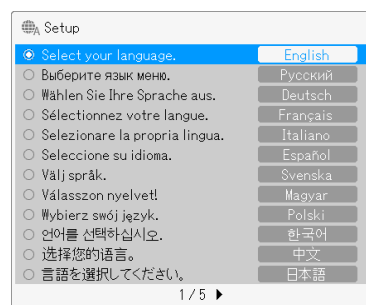 Setup
Select your language. English
Выберите язык меню. Русский
Wählen Sie Ihre Sprache aus. Deutsch
Sélectionnez votre langue. Français
Selezionare la propria lingua. Italiano
Seleccione su idioma. Español
Välj språk. Svenska
Válasszon nyelvet! Magyar
Wybierz swój język. Polski
언어를 선택하십시오. 한국어
选择您的语言。 中文
言語を選択してください。 日本語
1/5